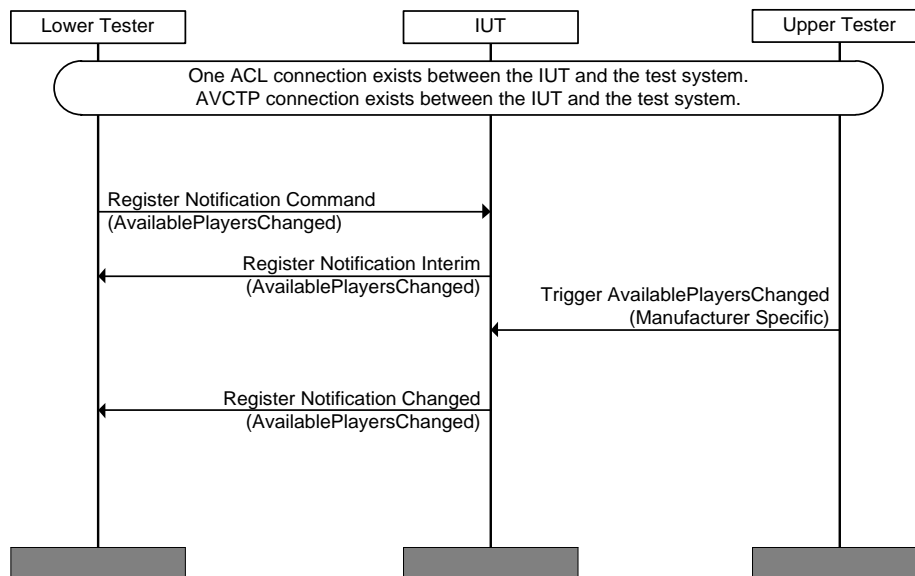 Lower Tester
IUT
Upper Tester
One ACL connection exists between the IUT and the test system.
AVCTP connection exists between the IUT and the test system.
Register Notification Command
(AvailablePlayersChanged)
Register Notification Interim
(AvailablePlayersChanged)
Trigger AvailablePlayersChanged
(Manufacturer Specific)
Register Notification Changed
(AvailablePlayersChanged)